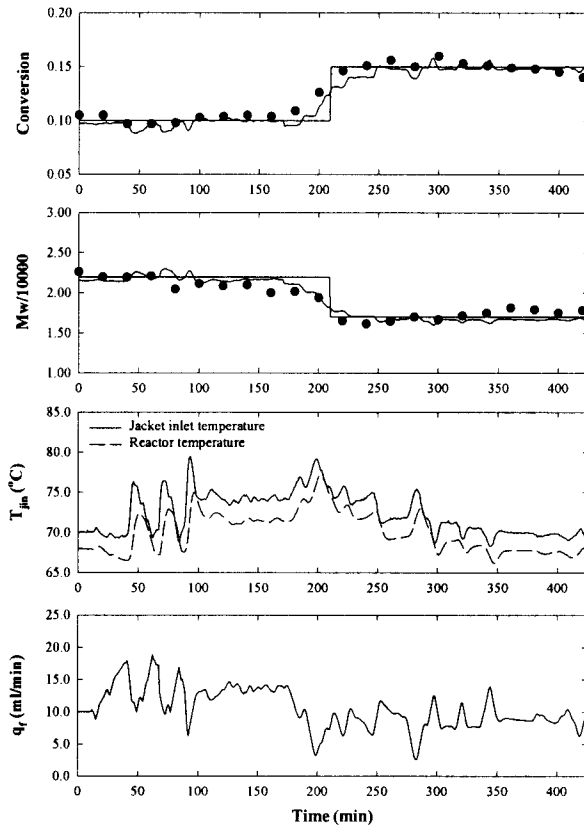 0.20
0.15
0.10
0.05
Conversion
0 50 100 150 200 250 300 350 400
3.00
2.50
2.00
1.50
1.00
Mw/10000
0 50 100 150 200 250 300 350 400
85.0
80.0
75.0
70.0
65.0
T_jin (°C)
Jacket inlet temperature
Reactor temperature
0 50 100 150 200 250 300 350 400
25.0
20.0
15.0
10.0
5.0
0.0
q_f (ml/min)
0 50 100 150 200 250 300 350 400
Time (min)